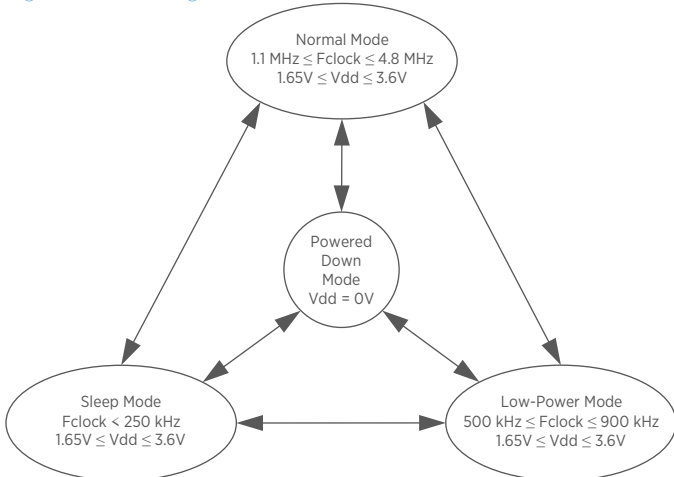 Normal Mode
1.1 MHz ≤ Fclock ≤ 4.8 MHz
1.65V ≤ Vdd ≤ 3.6V
Powered
Down
Mode
Vdd = 0V
Sleep Mode
Fclock < 250 kHz
1.65V ≤ Vdd ≤ 3.6V
Low-Power Mode
500 kHz ≤ Fclock ≤ 900 kHz
1.65V ≤ Vdd ≤ 3.6V